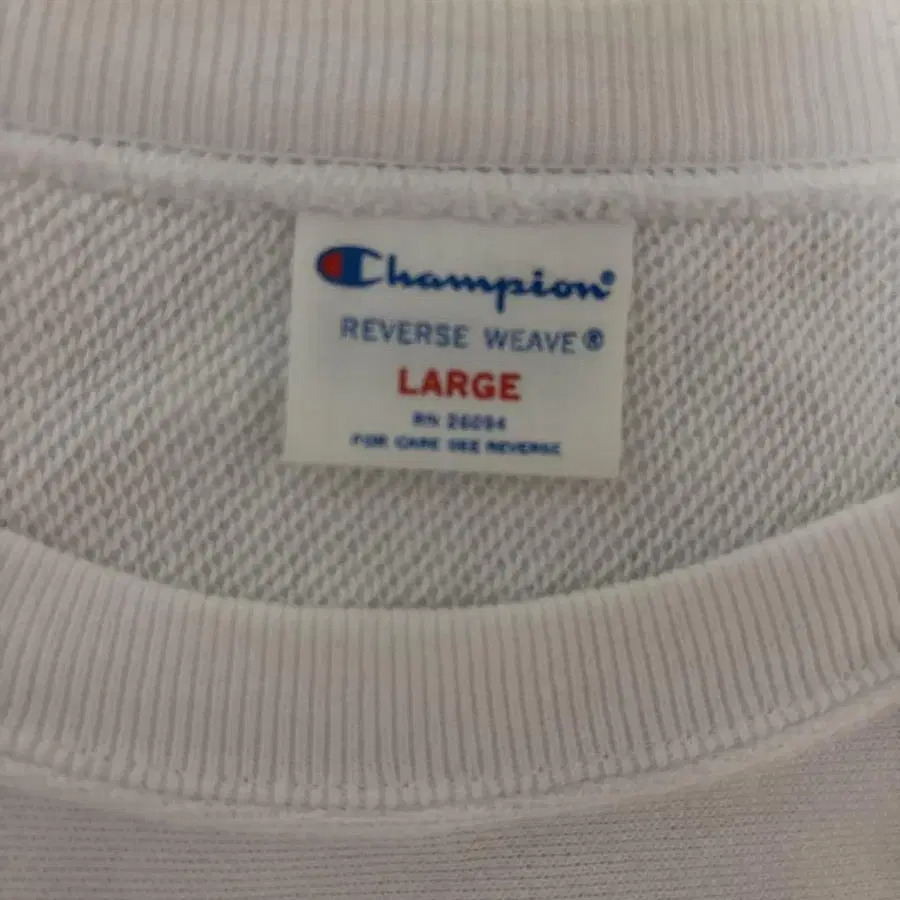 Champion®
REVERSE WEAVE®
LARGE
RN 26094
FOR CARE SEE REVERSE